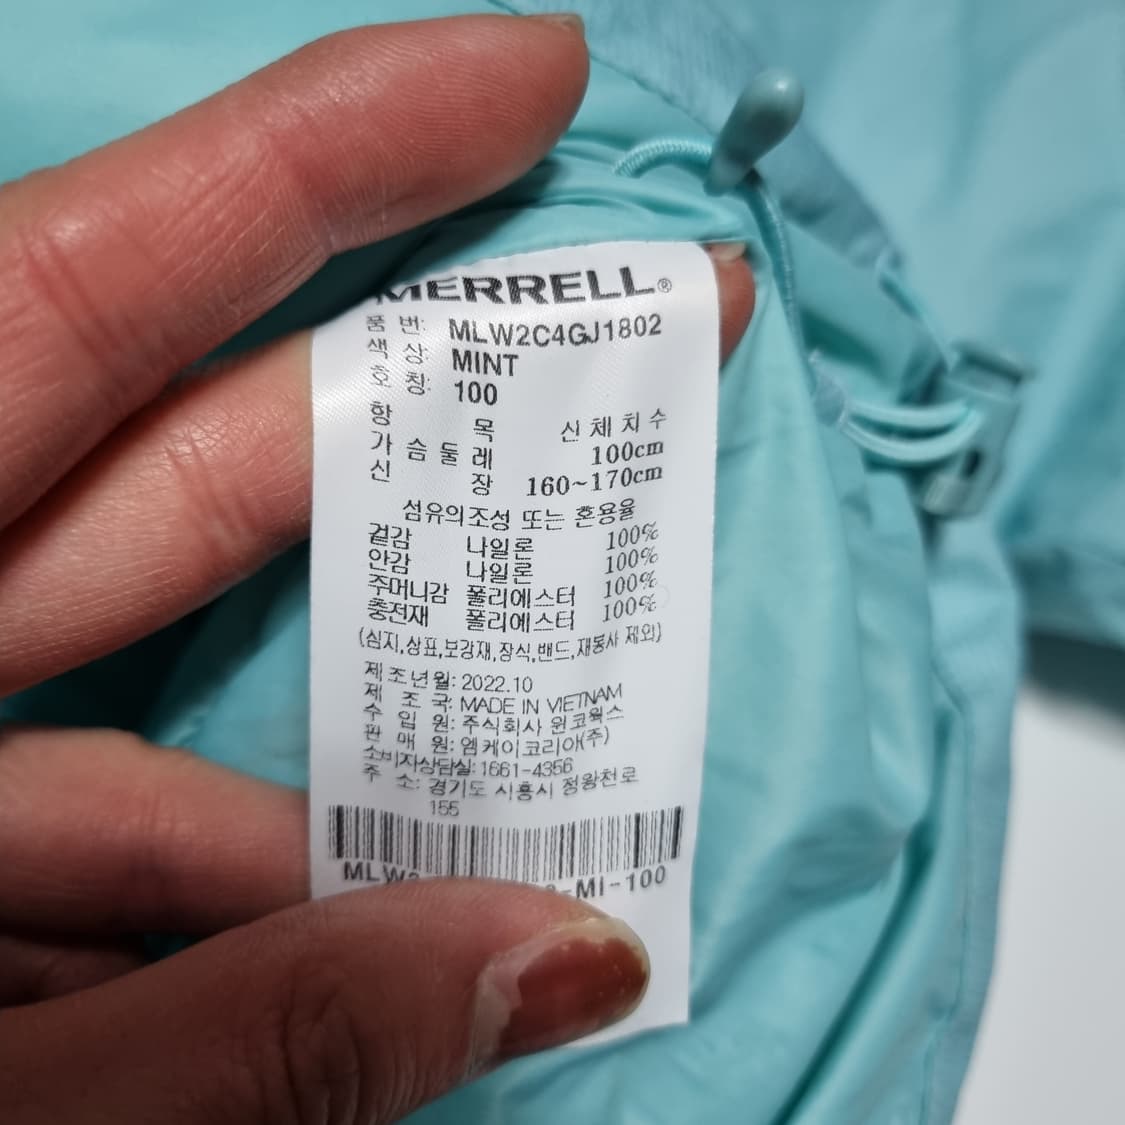 MERRELL®
품 번: MLW2C4GJ1802
색 상: MINT
호 칭: 100
항 목 신체치수
가슴둘레 100cm
신 장 160~170cm
섬유의조성 또는 혼용율
겉감 나일론 100%
안감 나일론 100%
주머니감 폴리에스터 100%
충전재 폴리에스터 100%
(심지,상표,보강재,장식,밴드,재봉사 제외)
제조년월: 2022.10
제 조 국: MADE IN VIETNAM
수 입 원: 주식회사 윈코웍스
판 매 원: 엠케이코리아(주)
소비자상담실: 1661-4356
주 소: 경기도 시흥시 정왕천로
155
-MI-100